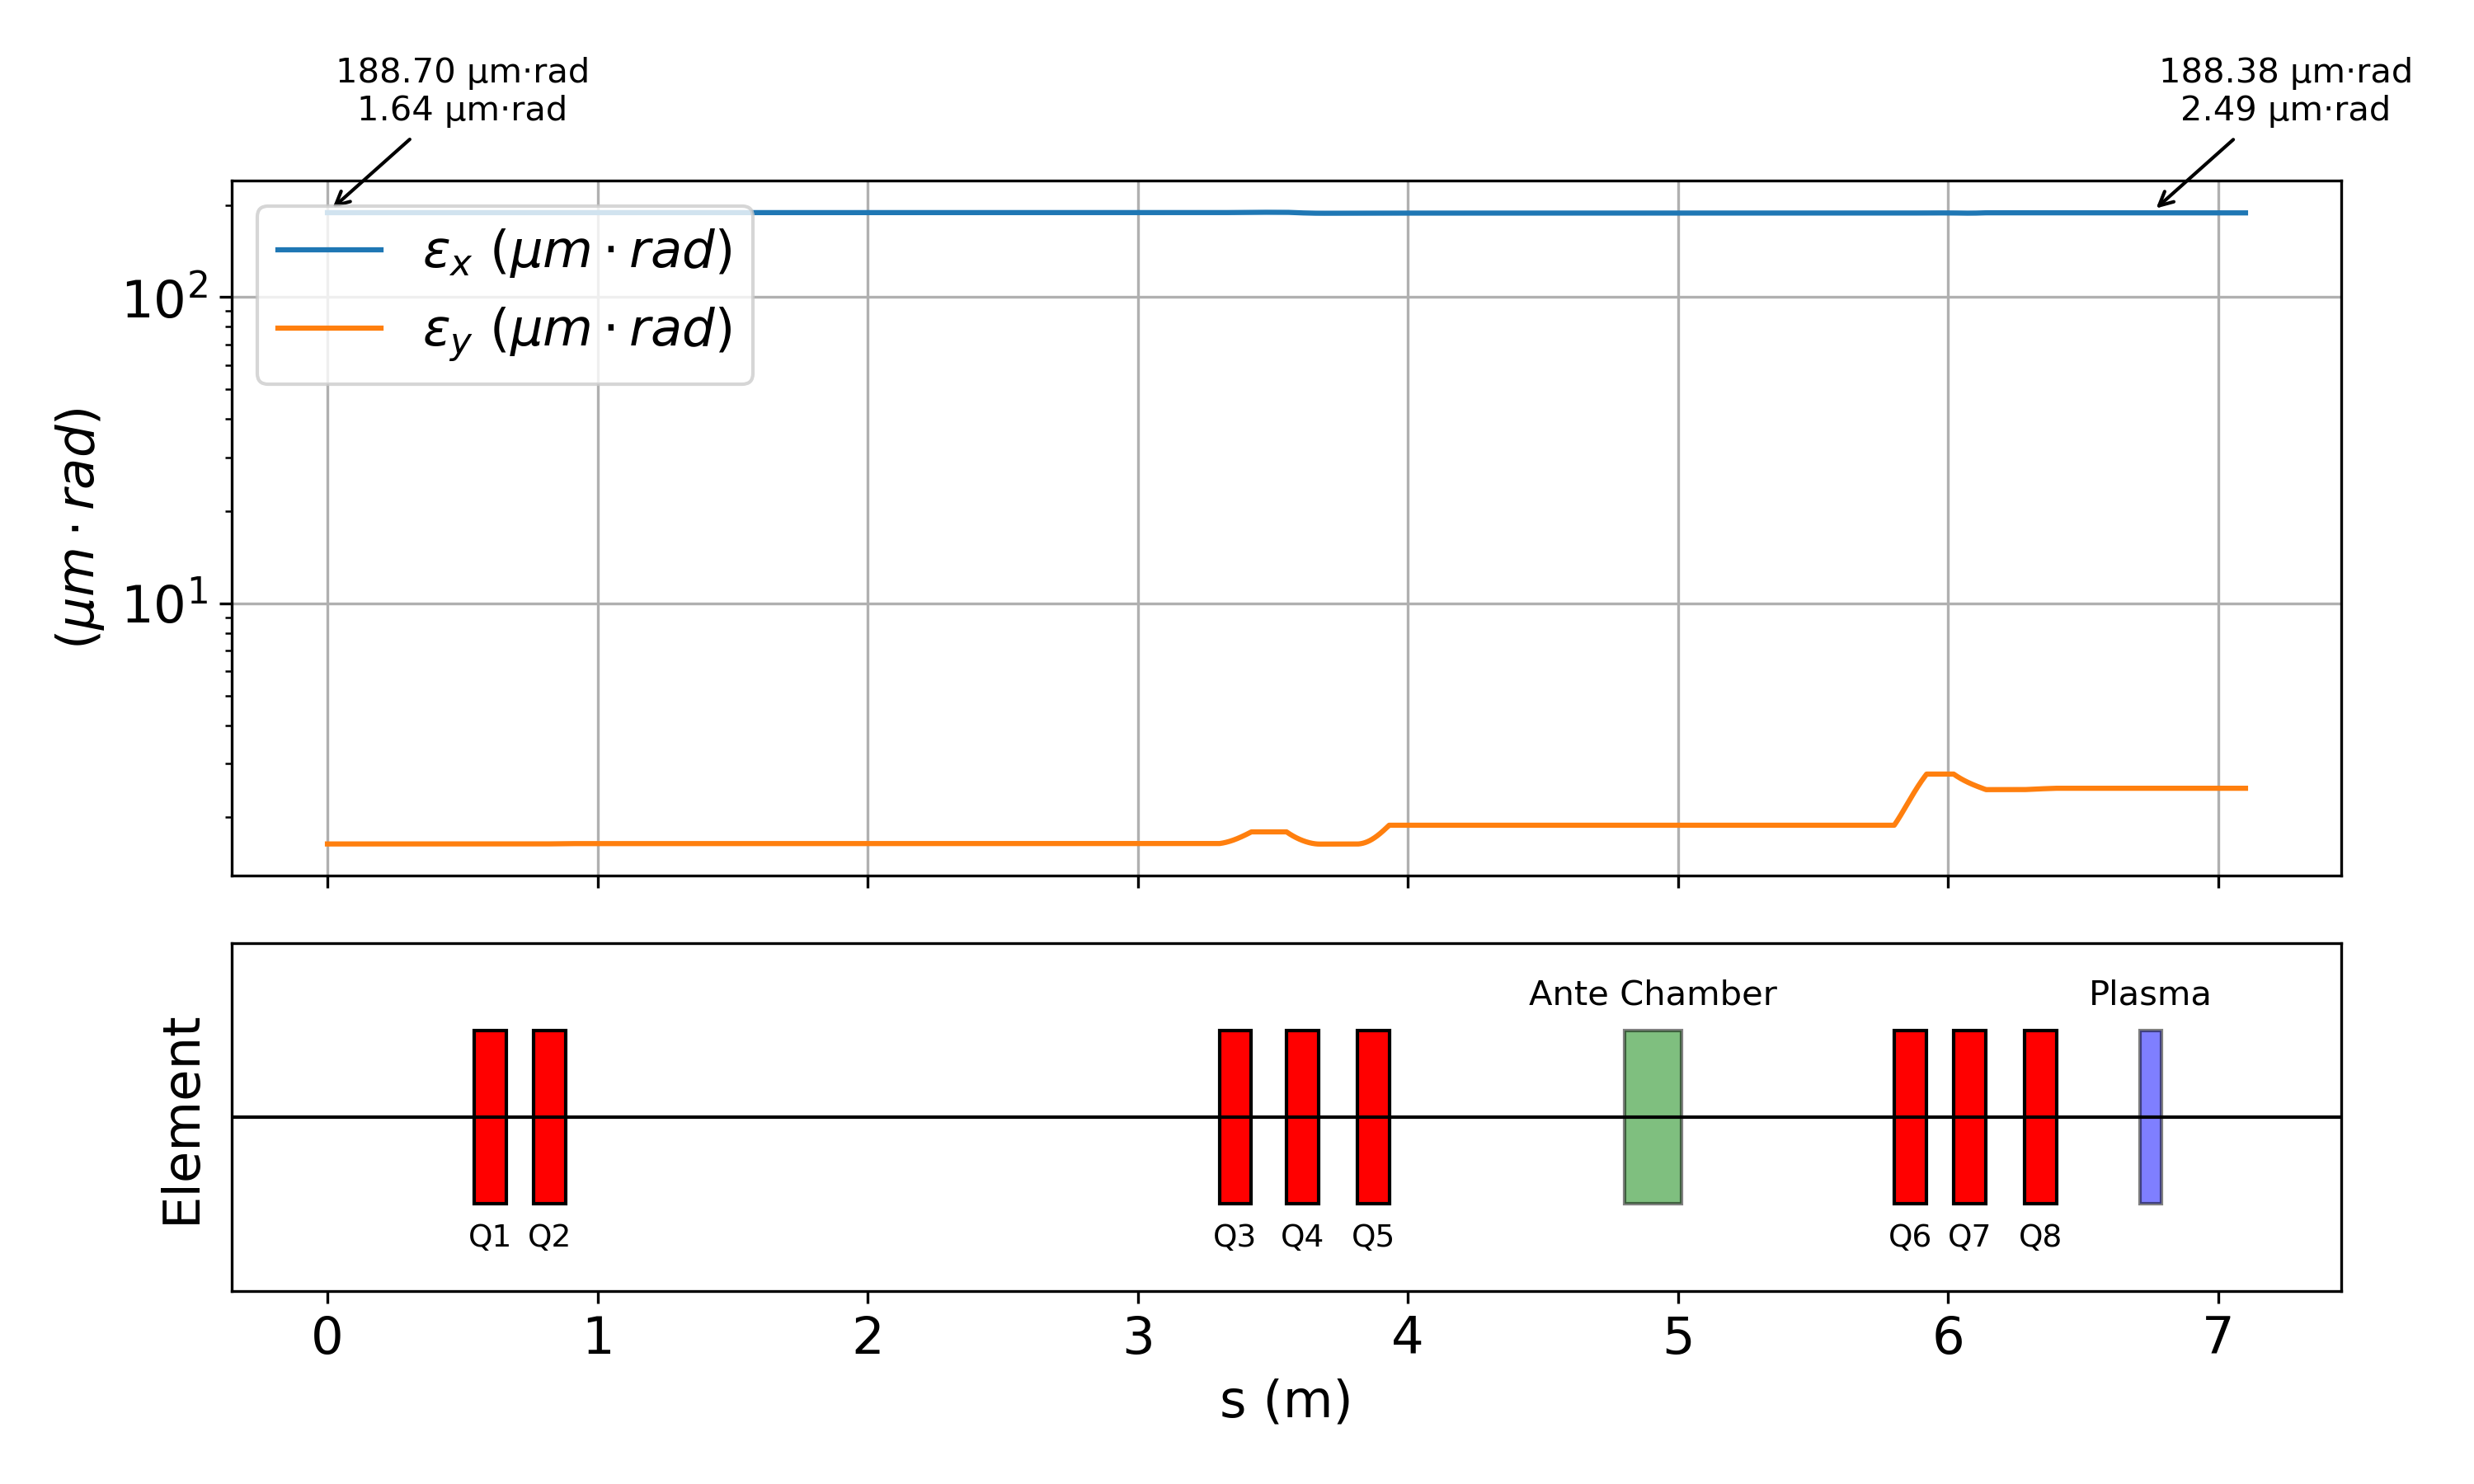 188.70 µm·rad
1.64 µm·rad
188.38 µm·rad
2.49 µm·rad
εx (μm · rad)
εy (μm · rad)
(μm · rad)
10²
10¹
Ante Chamber
Plasma
Element
Q1 Q2 Q3 Q4 Q5 Q6 Q7 Q8
0 1 2 3 4 5 6 7
s (m)